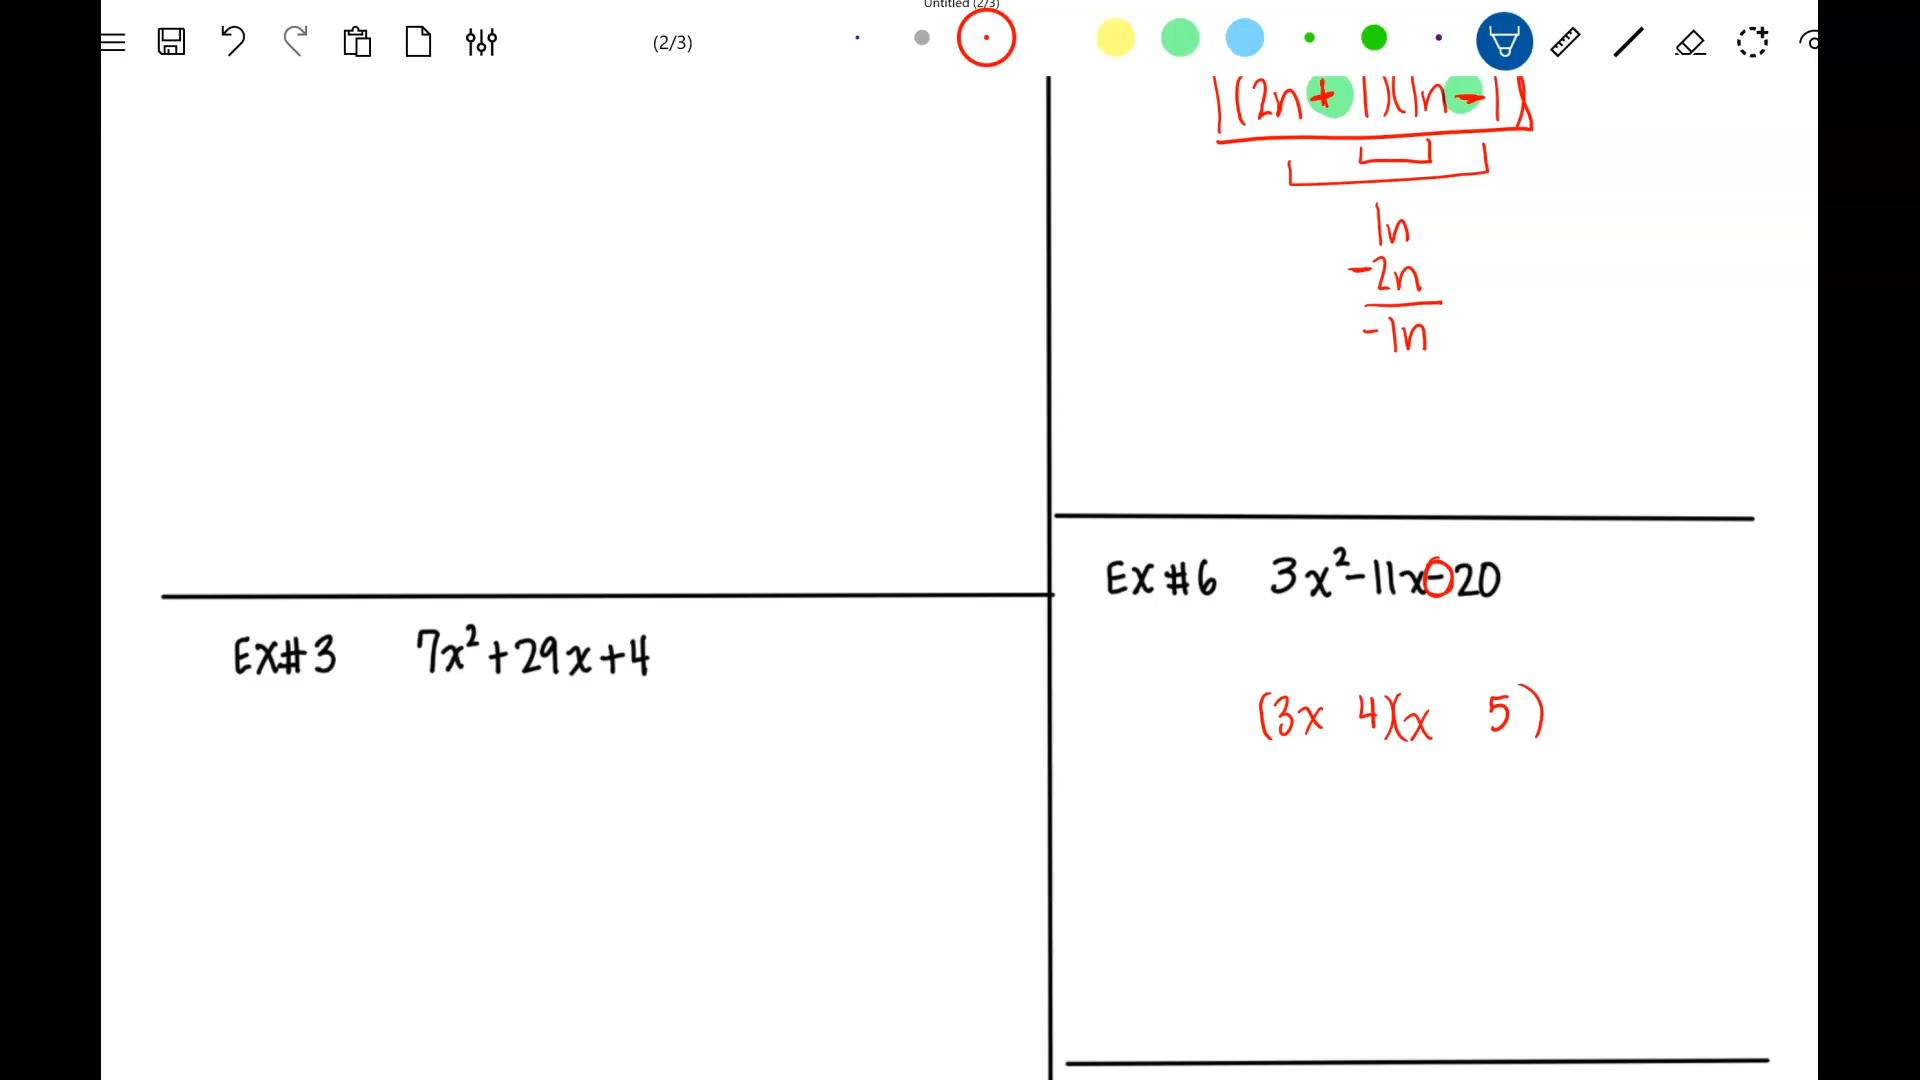 Untitled (2/3)
(2/3)
1(2n + 1)(1n - 1)
1n
-2n
-1n
Ex #6 3x²-11x-20
(3x 4)(x 5)
Ex#3 7x²+29x+4